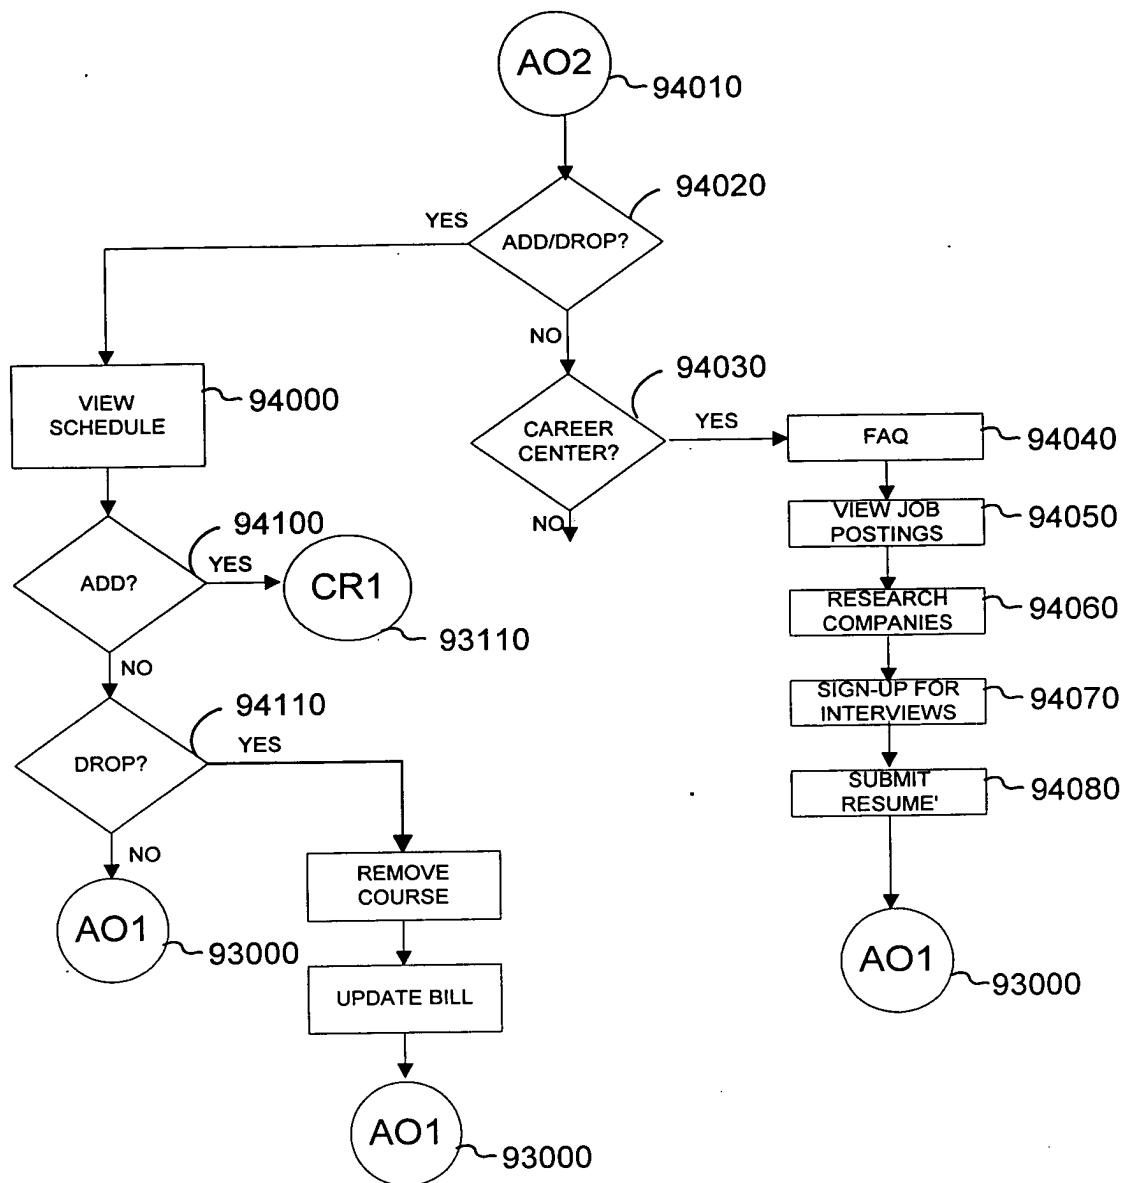 AO2
94010
94020
YES
ADD/DROP?
NO
94030
VIEW
SCHEDULE
94000
CAREER
CENTER?
YES
FAQ
94040
NO
VIEW JOB
POSTINGS
94050
94100
ADD?
YES
CR1
93110
RESEARCH
COMPANIES
94060
NO
94110
DROP?
YES
SIGN-UP FOR
INTERVIEWS
94070
SUBMIT
RESUME'
94080
NO
REMOVE
COURSE
AO1
93000
AO1
93000
UPDATE BILL
AO1
93000